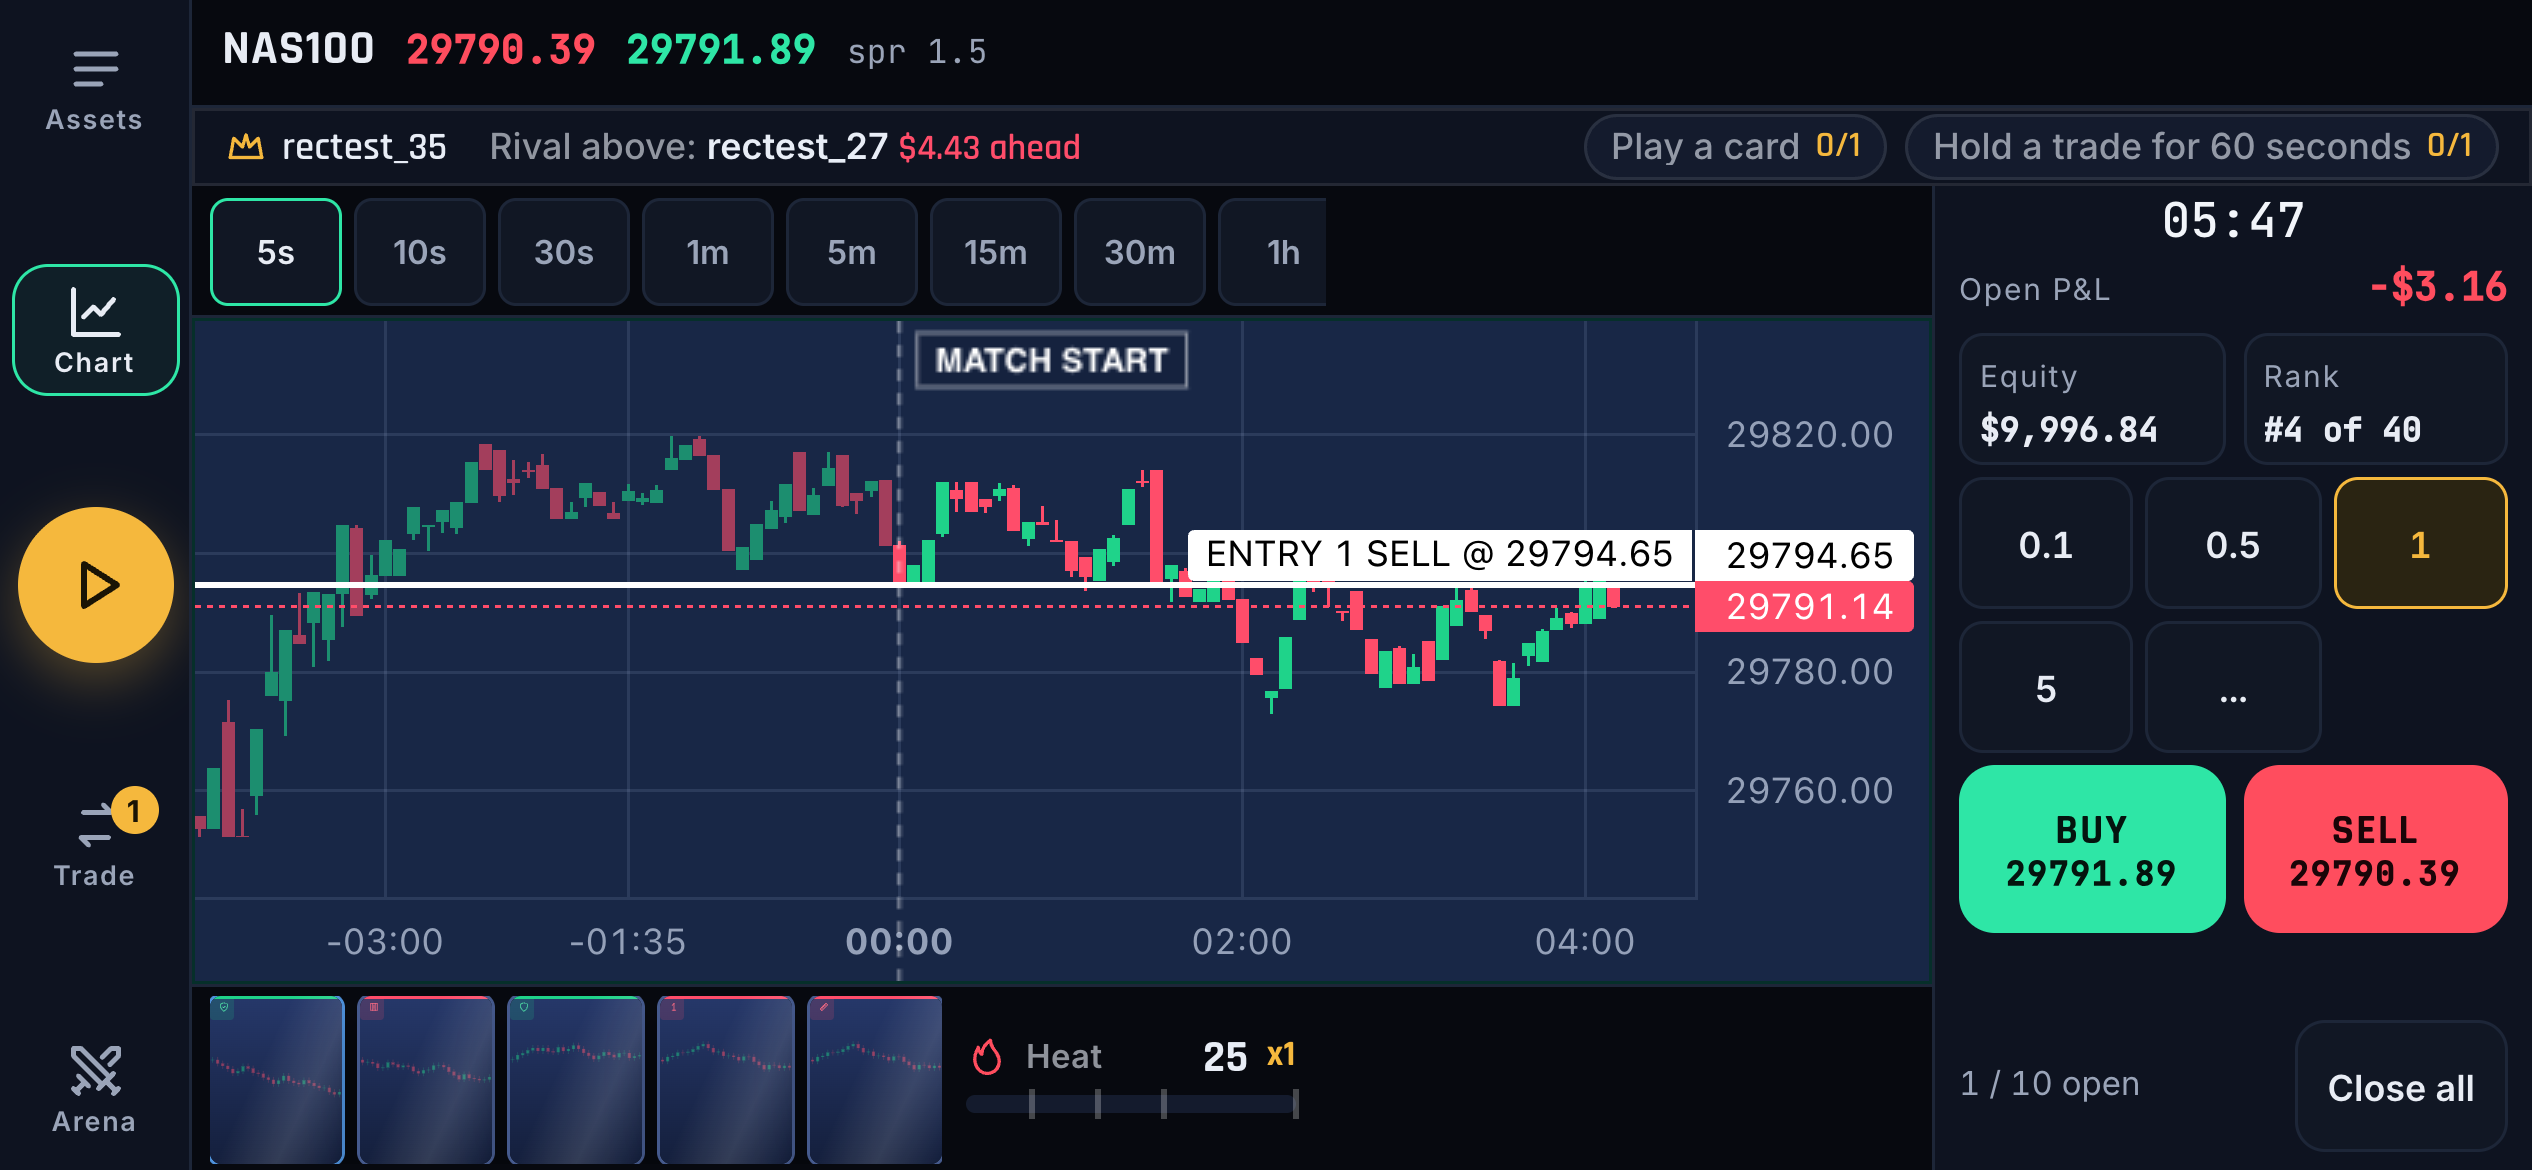 NAS100 29790.39 29791.89 spr 1.5
Assets
rectest_35 Rival above: rectest_27 $4.43 ahead
Play a card 0/1
Hold a trade for 60 seconds 0/1
5s 10s 30s 1m 5m 15m 30m 1h
05:47
Open P&L -$3.16
Chart
MATCH START
Equity
$9,996.84
Rank
#4 of 40
29820.00
ENTRY 1 SELL @ 29794.65
29794.65
29791.14
29780.00
29760.00
0.1 0.5 1
5 ...
BUY
29791.89
SELL
29790.39
1
Trade
-03:00 -01:35 00:00 02:00 04:00
Heat 25 x1
1 / 10 open
Close all
Arena